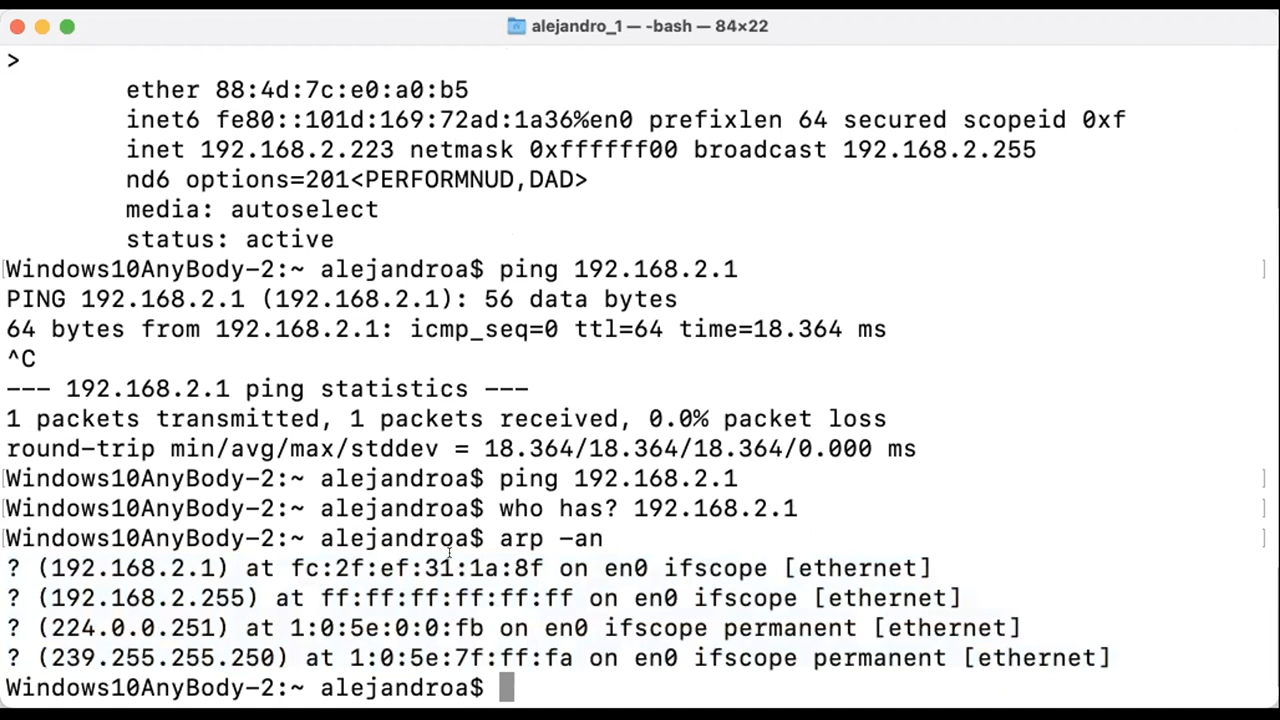 alejandro_1 — -bash — 84×22
>
ether 88:4d:7c:e0:a0:b5
inet6 fe80::101d:169:72ad:1a36%en0 prefixlen 64 secured scopeid 0xf
inet 192.168.2.223 netmask 0xffffff00 broadcast 192.168.2.255
nd6 options=201<PERFORMNUD,DAD>
media: autoselect
status: active
[Windows10AnyBody-2:~ alejandroa$ ping 192.168.2.1 ]
PING 192.168.2.1 (192.168.2.1): 56 data bytes
64 bytes from 192.168.2.1: icmp_seq=0 ttl=64 time=18.364 ms
^C
--- 192.168.2.1 ping statistics ---
1 packets transmitted, 1 packets received, 0.0% packet loss
round-trip min/avg/max/stddev = 18.364/18.364/18.364/0.000 ms
[Windows10AnyBody-2:~ alejandroa$ ping 192.168.2.1 ]
[Windows10AnyBody-2:~ alejandroa$ who has? 192.168.2.1 ]
[Windows10AnyBody-2:~ alejandroa$ arp -an ]
? (192.168.2.1) at fc:2f:ef:31:1a:8f on en0 ifscope [ethernet]
? (192.168.2.255) at ff:ff:ff:ff:ff:ff on en0 ifscope [ethernet]
? (224.0.0.251) at 1:0:5e:0:0:fb on en0 ifscope permanent [ethernet]
? (239.255.255.250) at 1:0:5e:7f:ff:fa on en0 ifscope permanent [ethernet]
Windows10AnyBody-2:~ alejandroa$